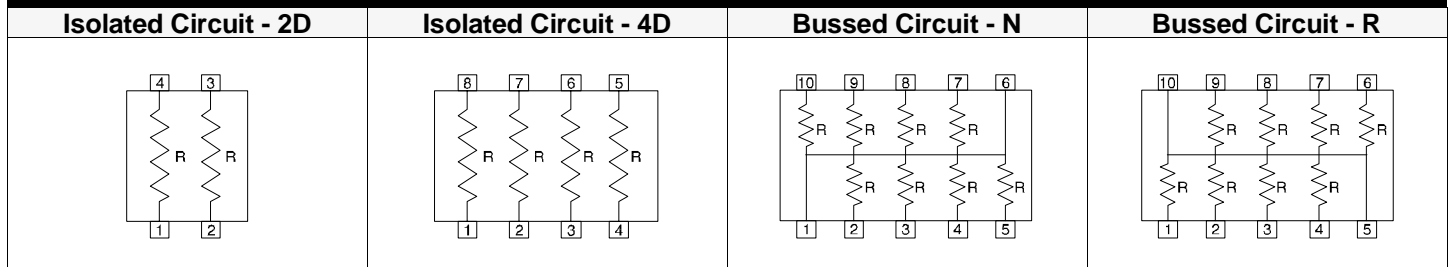 Isolated Circuit - 2D Isolated Circuit - 4D Bussed Circuit - N Bussed Circuit - R
4 3 8 7 6 5 10 9 8 7 6 10 9 8 7 6
R R R R R R R R R R R R R
R R R R R R R R R
1 2 1 2 3 4 1 2 3 4 5 1 2 3 4 5